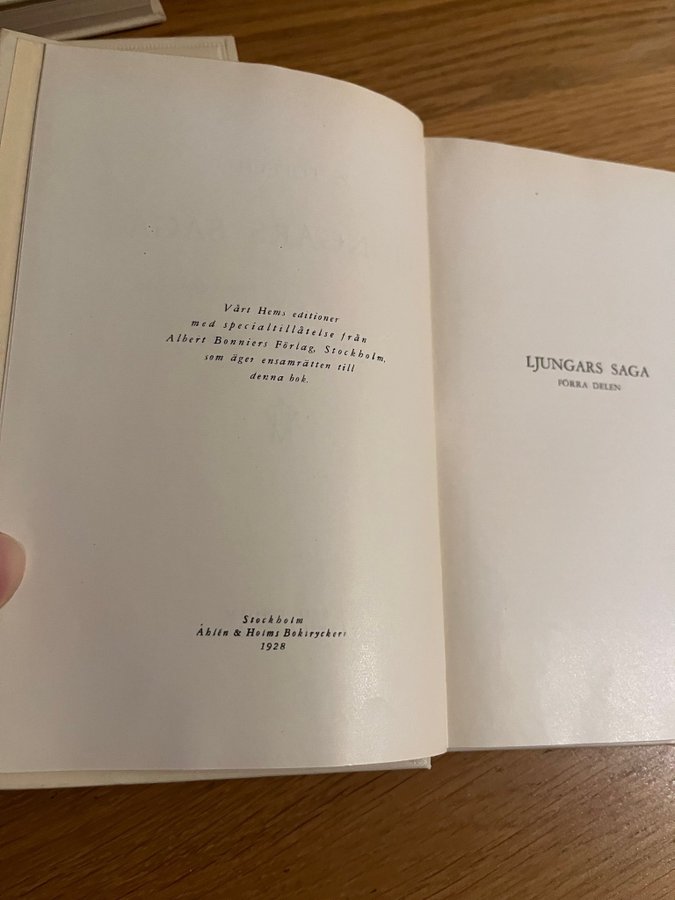 Vårt Hems editioner
med specialtillåtelse från
Albert Bonniers Förlag, Stockholm,
som äger ensamrätten till
denna bok.
Stockholm
Åhlén & Holms Boktryckeri
1928
LJUNGARS SAGA
FÖRRA DELEN